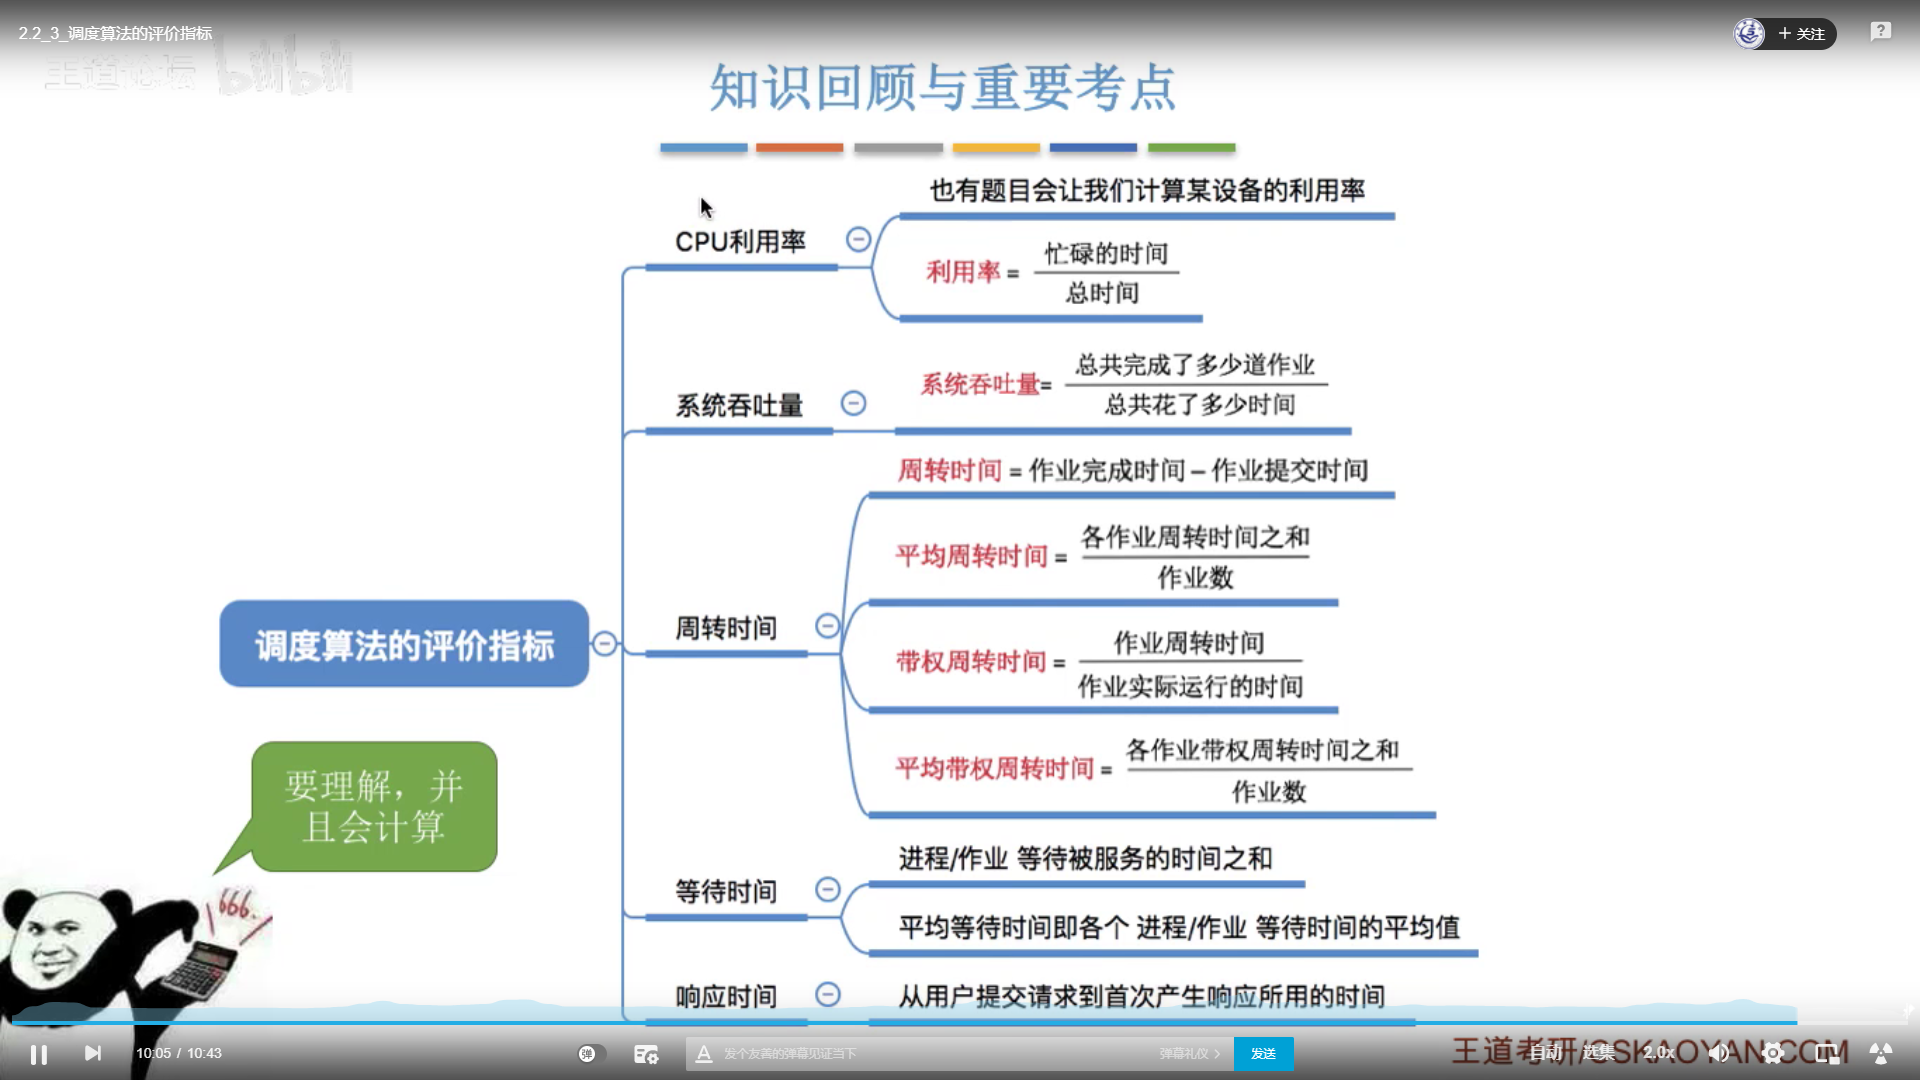 2.2_3_调度算法的评价指标
关注
王道论坛 bilibili
知识回顾与重要考点
也有题目会让我们计算某设备的利用率
CPU利用率
利用率 = 忙碌的时间
总时间
系统吞吐量
系统吞吐量= 总共完成了多少道作业
总共花了多少时间
周转时间 = 作业完成时间 – 作业提交时间
平均周转时间 = 各作业周转时间之和
作业数
周转时间
带权周转时间 = 作业周转时间
作业实际运行的时间
平均带权周转时间 = 各作业带权周转时间之和
作业数
调度算法的评价指标
要理解，并
且会计算
进程/作业 等待被服务的时间之和
等待时间
平均等待时间即各个 进程/作业 等待时间的平均值
响应时间
从用户提交请求到首次产生响应所用的时间
666.
10:05 / 10:43
弹
发个友善的弹幕见证当下
弹幕礼仪
发送
自动
选集
2.0x
王道考研/CSKAOYAN.COM